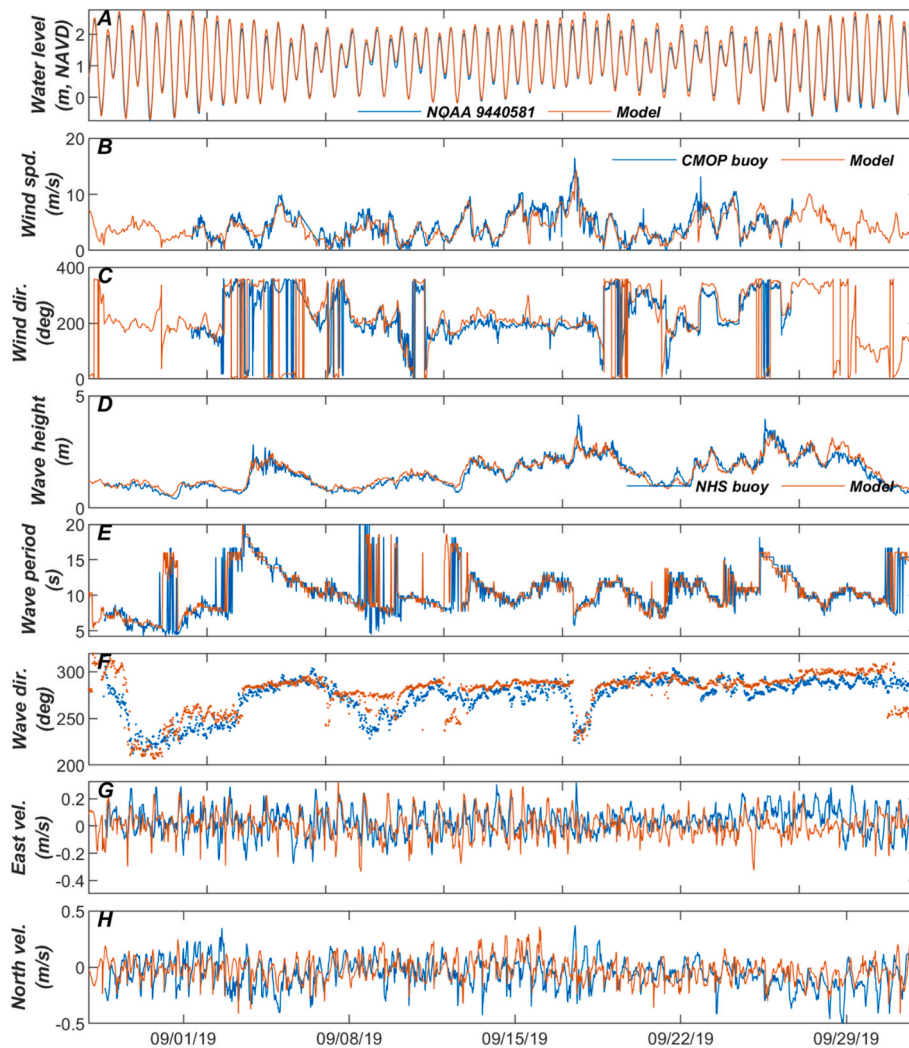 A
Water level
(m, NAVD)
2
1
0
NOAA 9440581
Model
B
Wind spd.
(m/s)
20
10
0
CMOP buoy
Model
C
Wind dir.
(deg)
400
200
0
D
Wave height
(m)
5
0
NHS buoy
Model
E
Wave period
(s)
20
15
10
5
F
Wave dir.
(deg)
300
250
200
G
East vel.
(m/s)
0.2
0
-0.2
-0.4
H
North vel.
(m/s)
0.5
0
-0.5
09/01/19
09/08/19
09/15/19
09/22/19
09/29/19